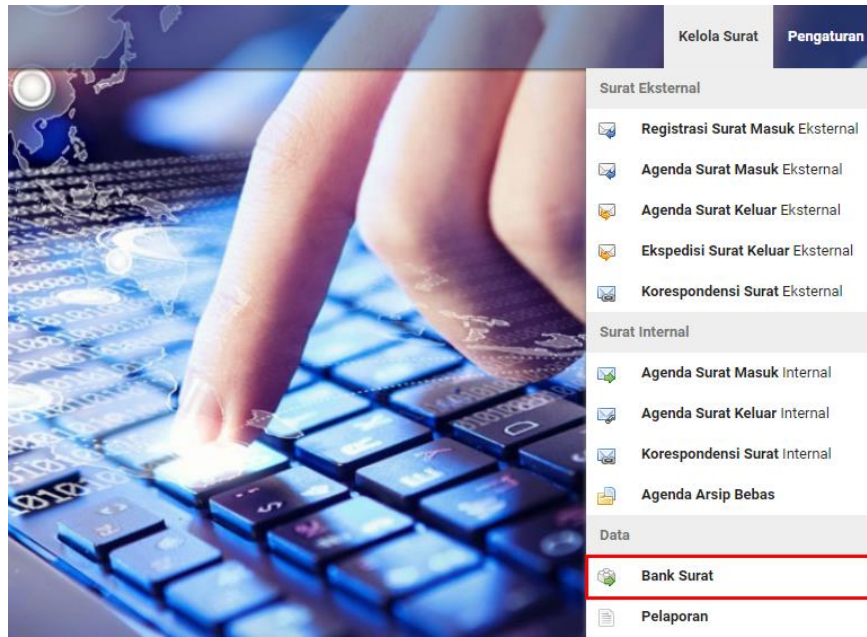 Kelola Surat
Pengaturan
Surat Eksternal
Registrasi Surat Masuk Eksternal
Agenda Surat Masuk Eksternal
Agenda Surat Keluar Eksternal
Ekspedisi Surat Keluar Eksternal
Korespondensi Surat Eksternal
Surat Internal
Agenda Surat Masuk Internal
Agenda Surat Keluar Internal
Korespondensi Surat Internal
Agenda Arsip Bebas
Data
Bank Surat
Pelaporan